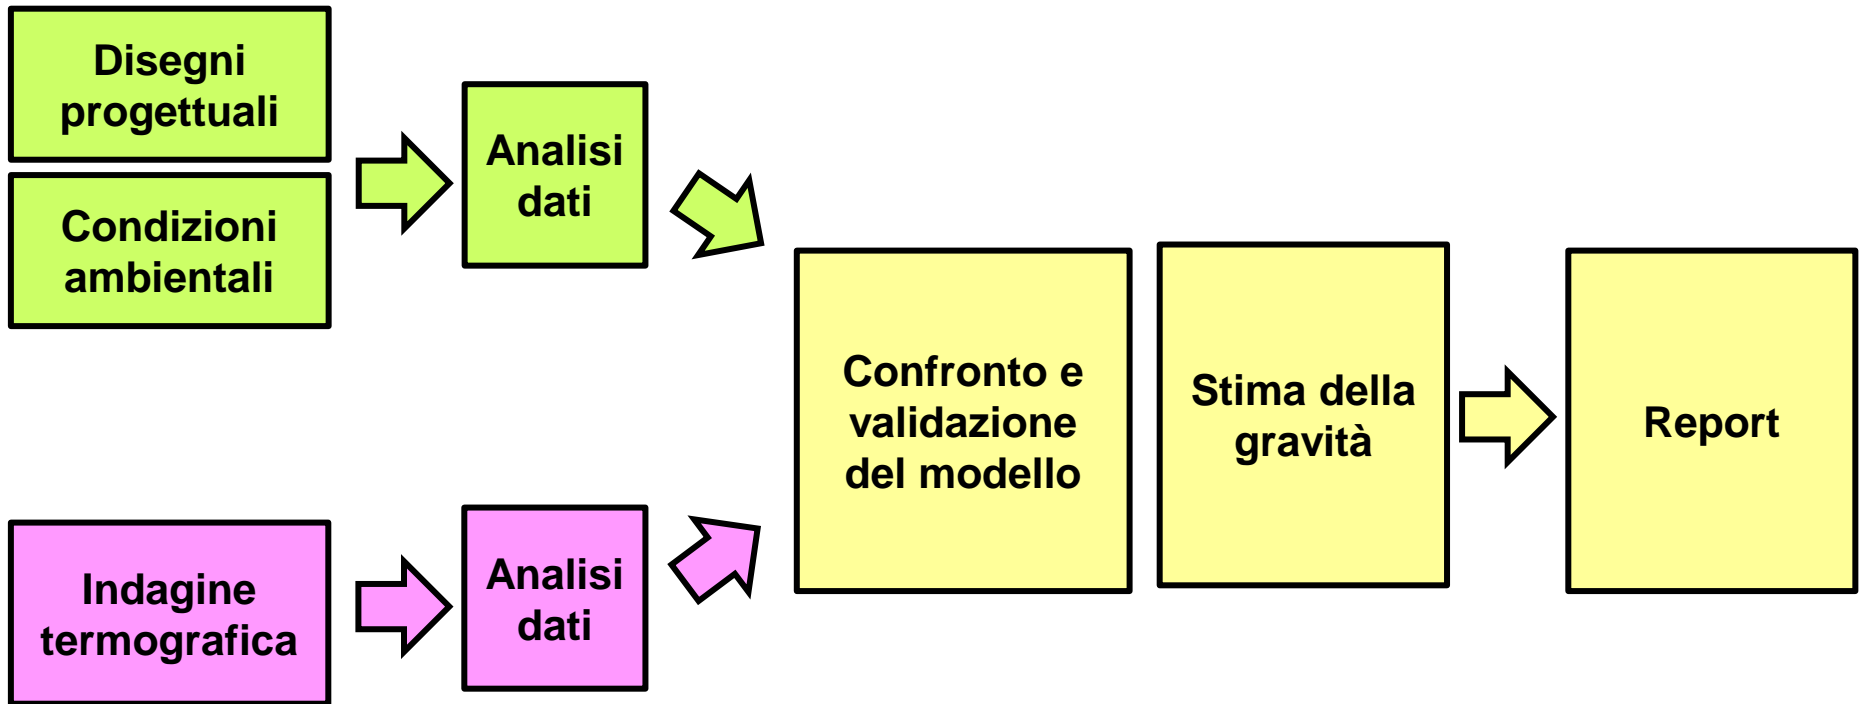 Disegni
progettuali
Condizioni
ambientali
Analisi
dati
Indagine
termografica
Analisi
dati
Confronto e
validazione
del modello
Stima della
gravità
Report